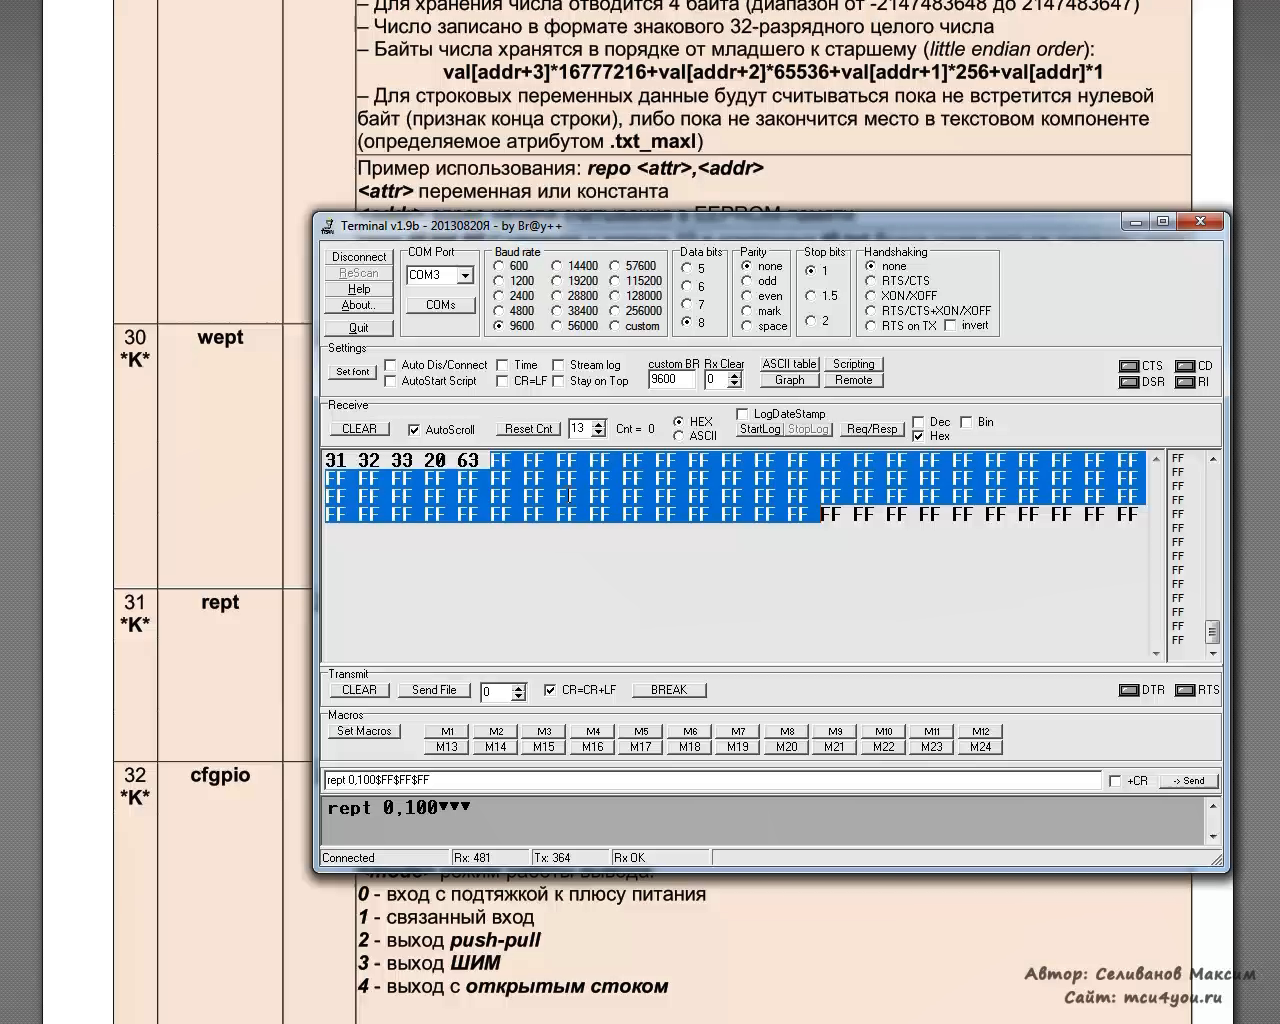 – Для хранения числа отводится 4 байта (диапазон от -2147483648 до 2147483647)
– Число записано в формате знакового 32-разрядного целого числа
– Байты числа хранятся в порядке от младшего к старшему (little endian order):
val[addr+3]*16777216+val[addr+2]*65536+val[addr+1]*256+val[addr]*1
– Для строковых переменных данные будут считываться пока не встретится нулевой
байт (признак конца строки), либо пока не закончится место в текстовом компоненте
(определяемое атрибутом .txt_maxl)
Пример использования: repo <attr>,<addr>
<attr> переменная или константа
Terminal v1.9b - 20130820Я - by Br@y++
Disconnect
ReScan
Help
About..
Quit
COM Port
COM3
COMs
Baud rate
600 14400 57600
1200 19200 115200
2400 28800 128000
4800 38400 256000
9600 56000 custom
Data bits
5
6
7
8
Parity
none
odd
even
mark
space
Stop bits
1
1.5
2
Handshaking
none
RTS/CTS
XON/XOFF
RTS/CTS+XON/XOFF
RTS on TX invert
30 wept
*K*
Settings
Set font
Auto Dis/Connect Time Stream log
AutoStart Script CR=LF Stay on Top
custom BR Rx Clear
9600 0
ASCII table Scripting
Graph Remote
CTS CD
DSR RI
Receive
CLEAR AutoScroll Reset Cnt 13 Cnt = 0
HEX
ASCII
LogDateStamp
StartLog StopLog Req/Resp
Dec Bin
Hex
31 32 33 20 63 FF FF FF FF FF FF FF FF FF FF FF FF FF FF FF FF FF FF FF FF
FF FF FF FF FF FF FF FF FF FF FF FF FF FF FF FF FF FF FF FF FF FF FF FF FF
FF FF FF FF FF FF FF FF FF FF FF FF FF FF FF FF FF FF FF FF FF FF FF FF FF
FF FF FF FF FF FF FF FF FF FF FF FF FF FF FF FF FF FF FF FF FF FF FF FF FF
FF
FF
FF
FF
FF
FF
FF
FF
FF
FF
FF
FF
FF
FF
31 rept
*K*
Transmit
CLEAR Send File 0 CR=CR+LF BREAK
DTR RTS
Macros
Set Macros
M1 M2 M3 M4 M5 M6 M7 M8 M9 M10 M11 M12
M13 M14 M15 M16 M17 M18 M19 M20 M21 M22 M23 M24
32 cfgpio
*K*
rept 0,100$FF$FF$FF
+CR -> Send
rept 0,100▼▼▼
Connected Rx: 481 Tx: 364 Rx OK
0 - вход с подтяжкой к плюсу питания
1 - связанный вход
2 - выход push-pull
3 - выход ШИМ
4 - выход с открытым стоком
Автор: Селиванов Максим
Сайт: mcu4you.ru